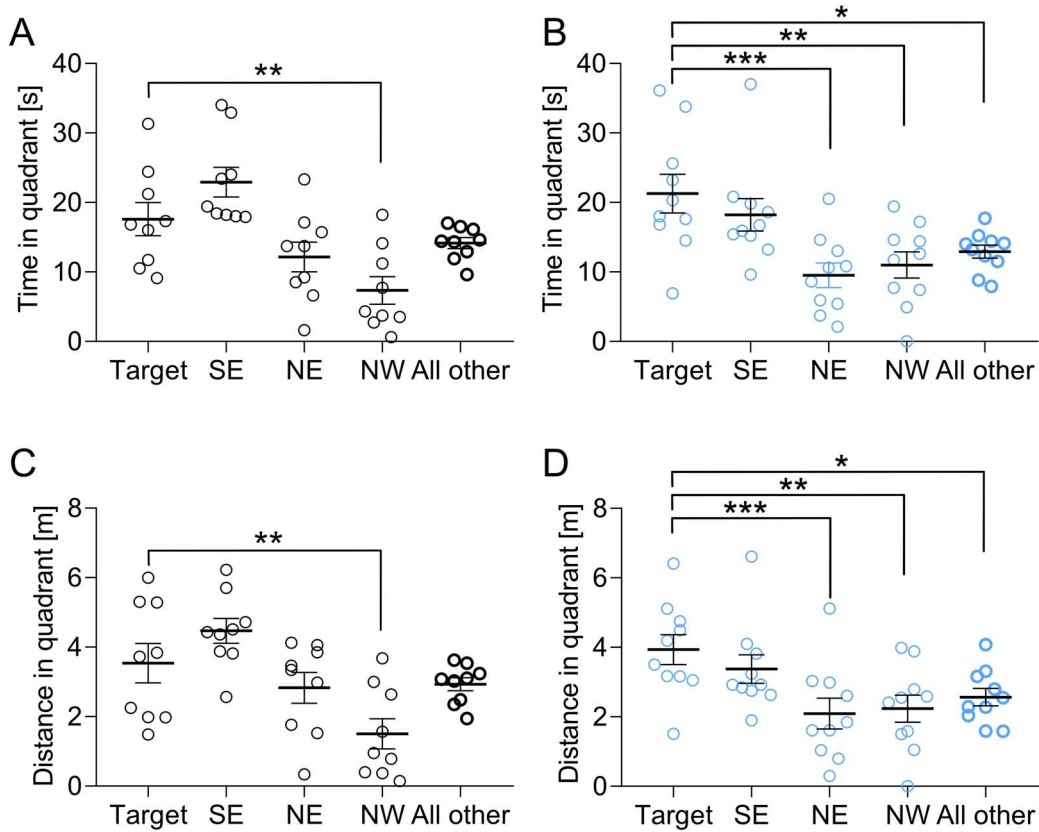 A
Time in quadrant [s]
40
30
20
10
0
**
Target SE NE NW All other
B
Time in quadrant [s]
40
30
20
10
0
*
**
***
Target SE NE NW All other
C
Distance in quadrant [m]
8
6
4
2
0
**
Target SE NE NW All other
D
Distance in quadrant [m]
8
6
4
2
0
*
**
***
Target SE NE NW All other